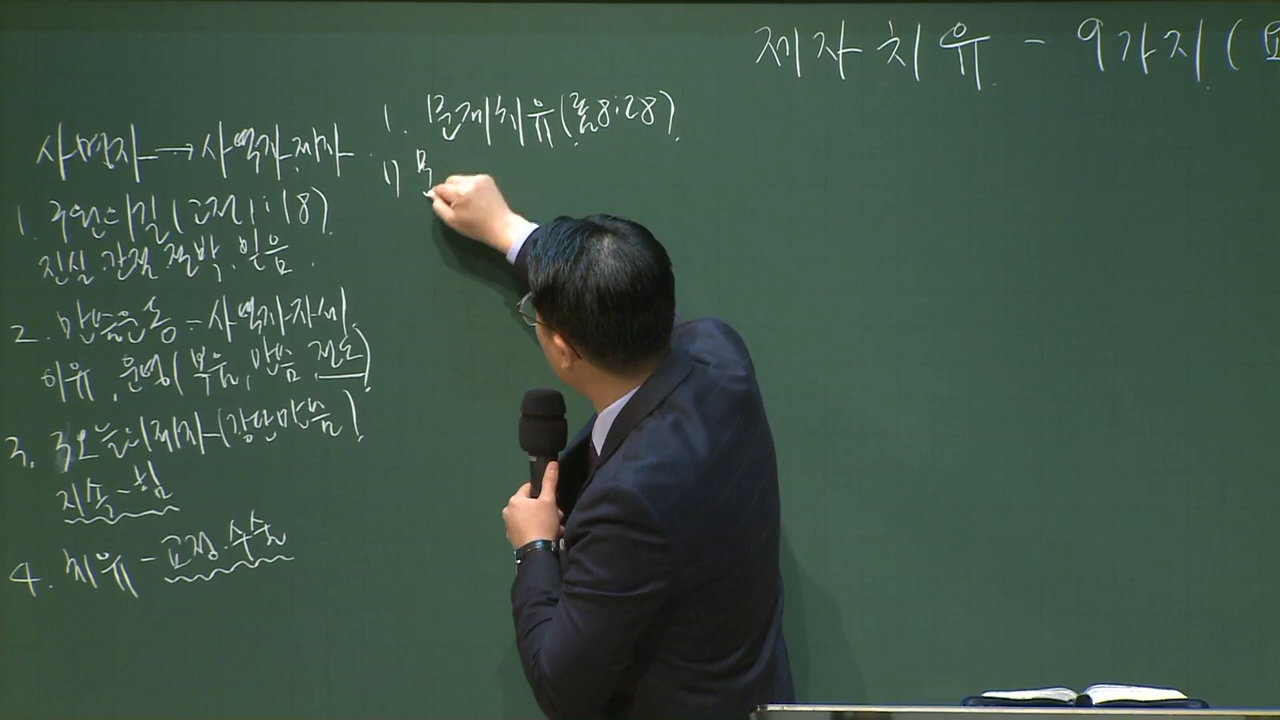 제자치유 - 9가지(
사명자 → 사역자.제자
1. 구원의길(고전1:18)
진실.간절.절박.믿음.
2. 말씀운동 - 사역자자세
이유, 운명(복음, 말씀, 전도)
3. 오늘의제자-(강단말씀)
지속-힘
4. 치유 - 교정.수술
1. 문제치유(롬8:28)
1)